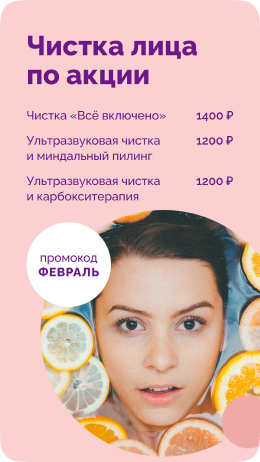 Чистка лица
по акции
Чистка «Всё включено» 1400 ₽
Ультразвуковая чистка 1200 ₽
и миндальный пилинг
Ультразвуковая чистка 1200 ₽
и карбокситерапия
промокод
ФЕВРАЛЬ